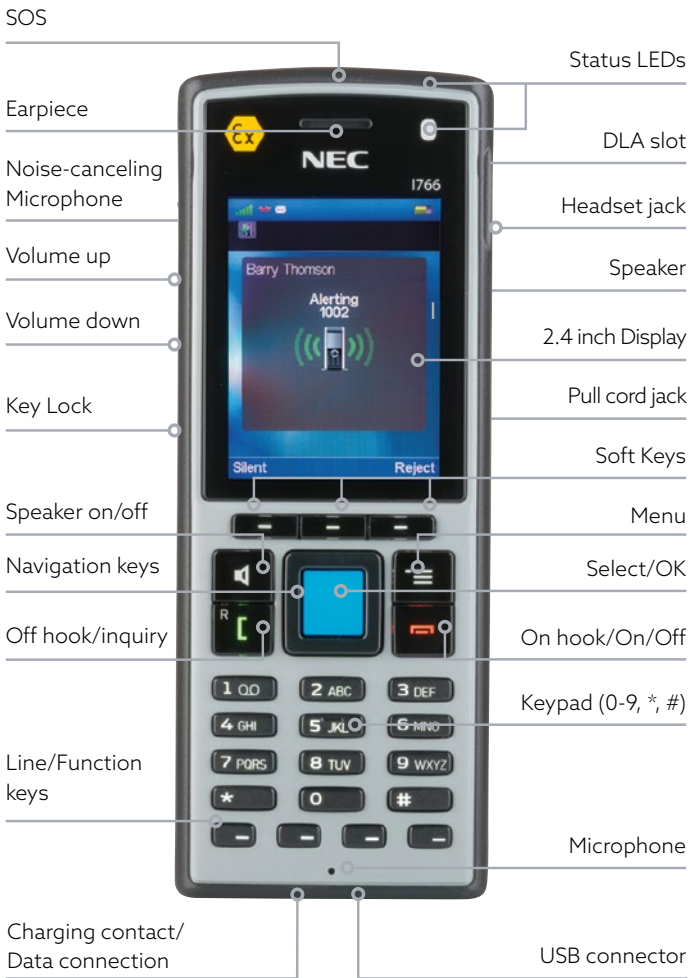 SOS
Status LEDs
Earpiece
εx
NEC
DLA slot
Noise-canceling
Microphone
I766
Headset jack
Volume up
Barry Thomson
Speaker
Alerting
1002
Volume down
2.4 inch Display
Key Lock
Pull cord jack
Silent
Reject
Soft Keys
Speaker on/off
Menu
Navigation keys
Select/OK
R
Off hook/inquiry
On hook/On/Off
1 2 ABC 3 DEF
Keypad (0-9, *, #)
4 GHI 5 JKL 6 MNO
7 PQRS 8 TUV 9 WXYZ
Line/Function
keys
* 0 #
Microphone
Charging contact/
Data connection
USB connector